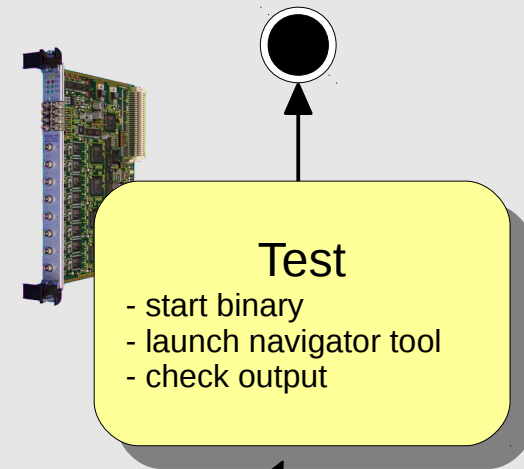 Test
- start binary
- launch navigator tool
- check output